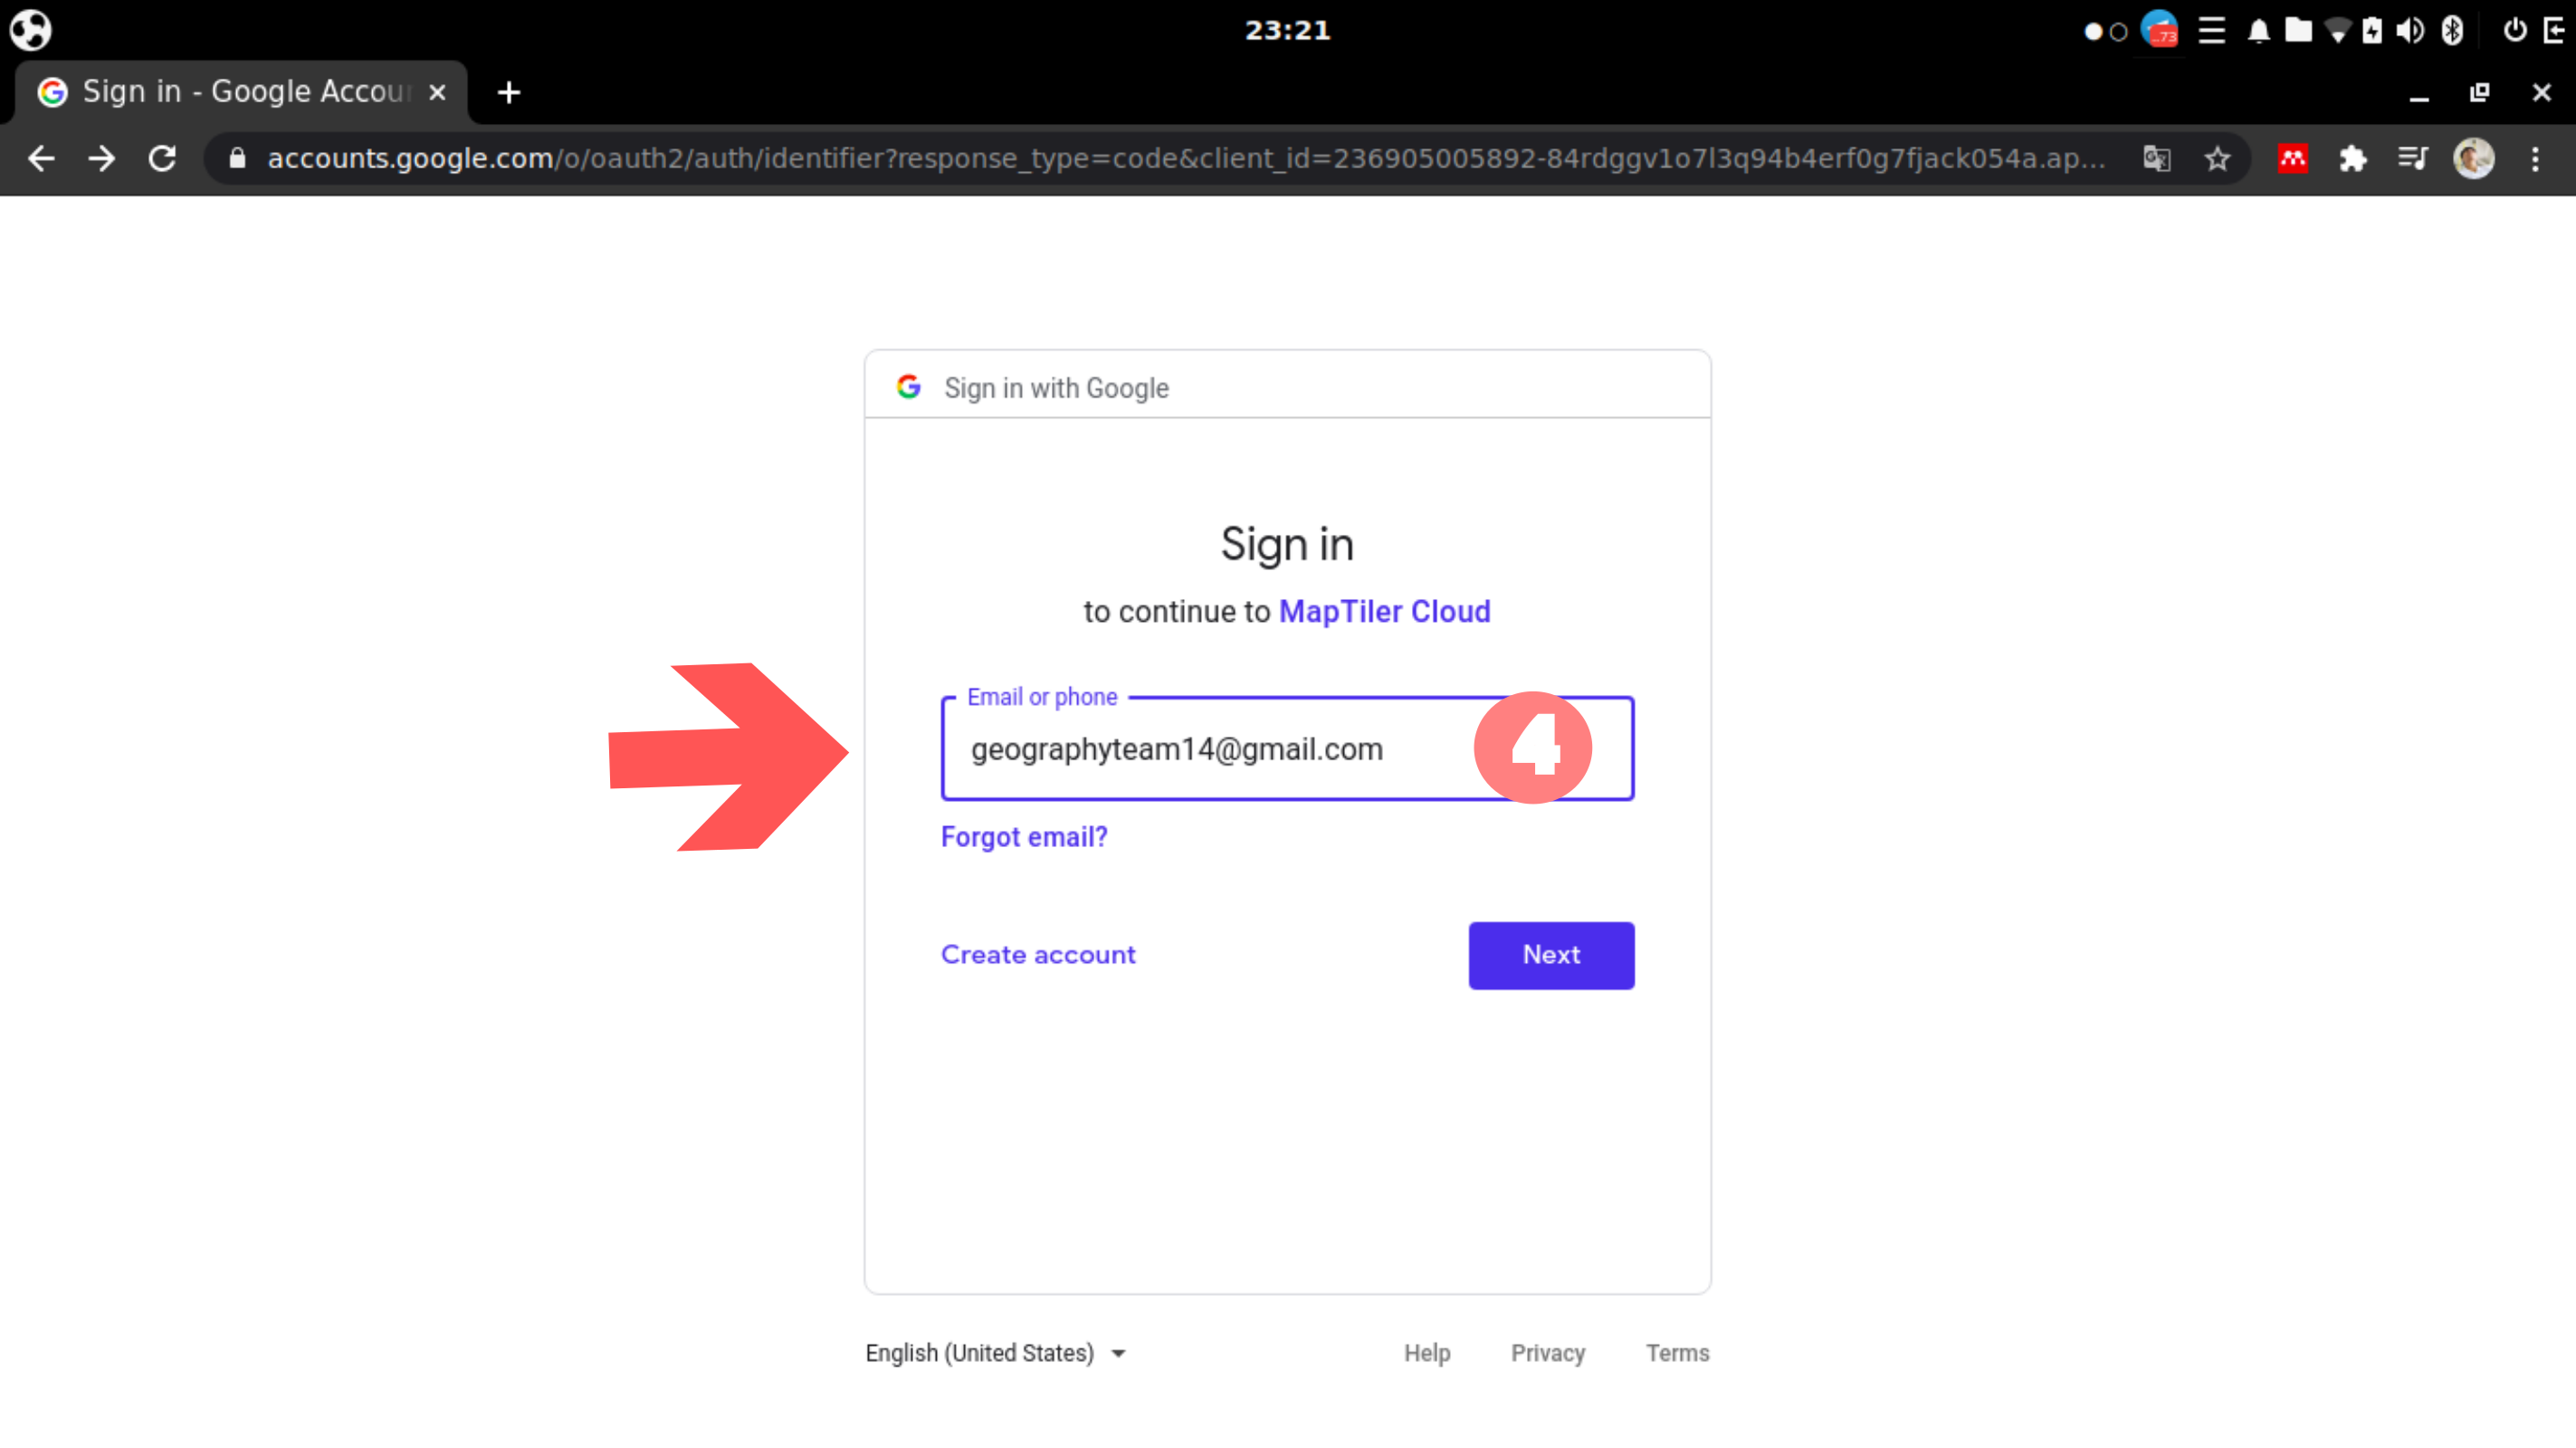 23:21
..73
Sign in - Google Accou
accounts.google.com/o/oauth2/auth/identifier?response_type=code&client_id=236905005892-84rdggv1o7l3q94b4erf0g7fjack054a.ap...
Sign in with Google
Sign in
to continue to MapTiler Cloud
Email or phone
geographyteam14@gmail.com
4
Forgot email?
Create account
Next
English (United States)
Help Privacy Terms